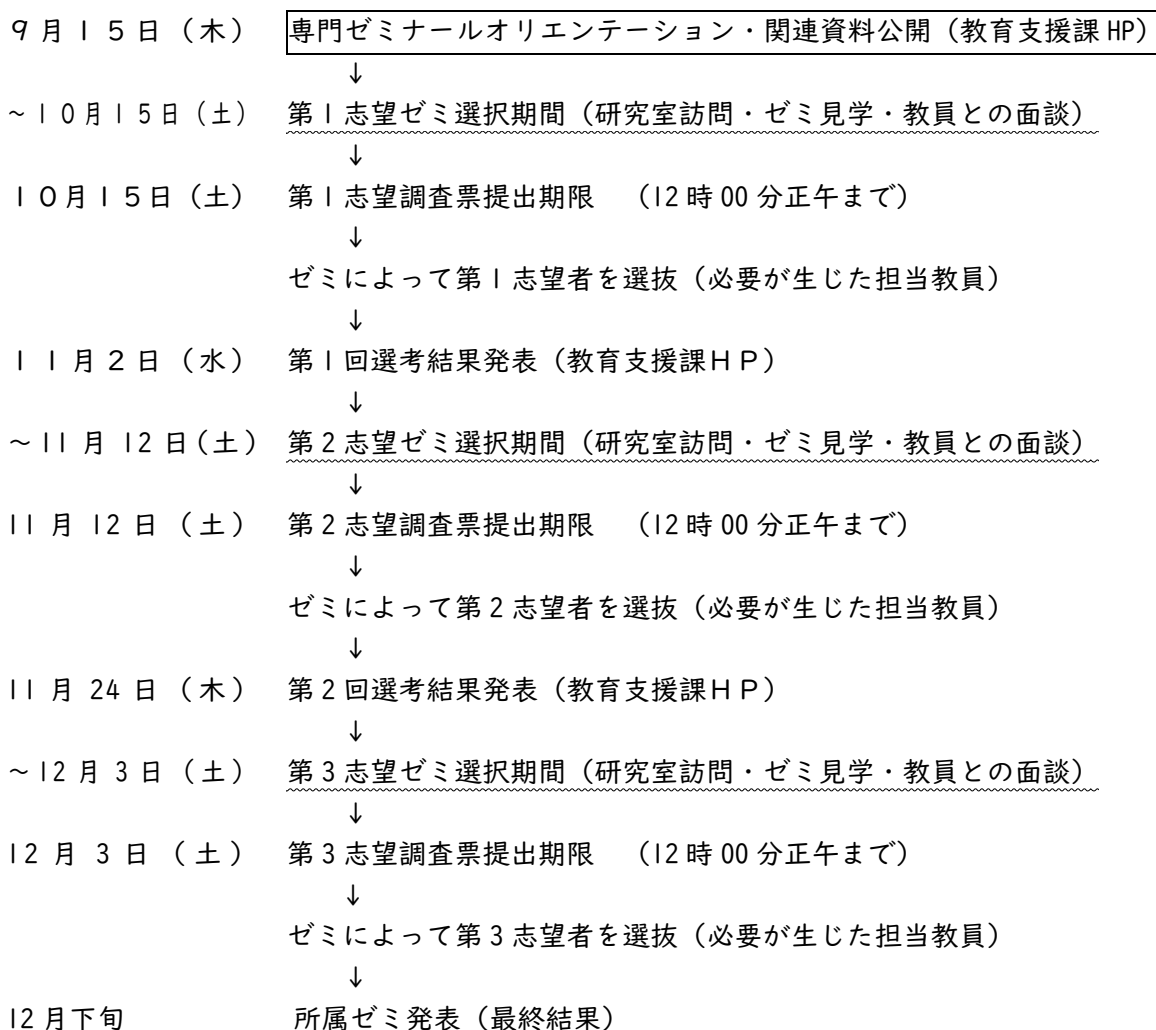 ９月１５日（木） 専門ゼミナールオリエンテーション・関連資料公開（教育支援課HP）
↓
～１０月１５日（土） 第１志望ゼミ選択期間（研究室訪問・ゼミ見学・教員との面談）
↓
１０月１５日（土） 第１志望調査票提出期限 （12時00分正午まで）
↓
ゼミによって第１志望者を選抜（必要が生じた担当教員）
↓
１１月２日（水） 第１回選考結果発表（教育支援課ＨＰ）
↓
～11月12日（土） 第２志望ゼミ選択期間（研究室訪問・ゼミ見学・教員との面談）
↓
11月12日（土） 第２志望調査票提出期限 （12時00分正午まで）
↓
ゼミによって第２志望者を選抜（必要が生じた担当教員）
↓
11月24日（木） 第２回選考結果発表（教育支援課ＨＰ）
↓
～12月3日（土） 第３志望ゼミ選択期間（研究室訪問・ゼミ見学・教員との面談）
↓
12月3日（土） 第３志望調査票提出期限 （12時00分正午まで）
↓
ゼミによって第３志望者を選抜（必要が生じた担当教員）
↓
12月下旬 所属ゼミ発表（最終結果）